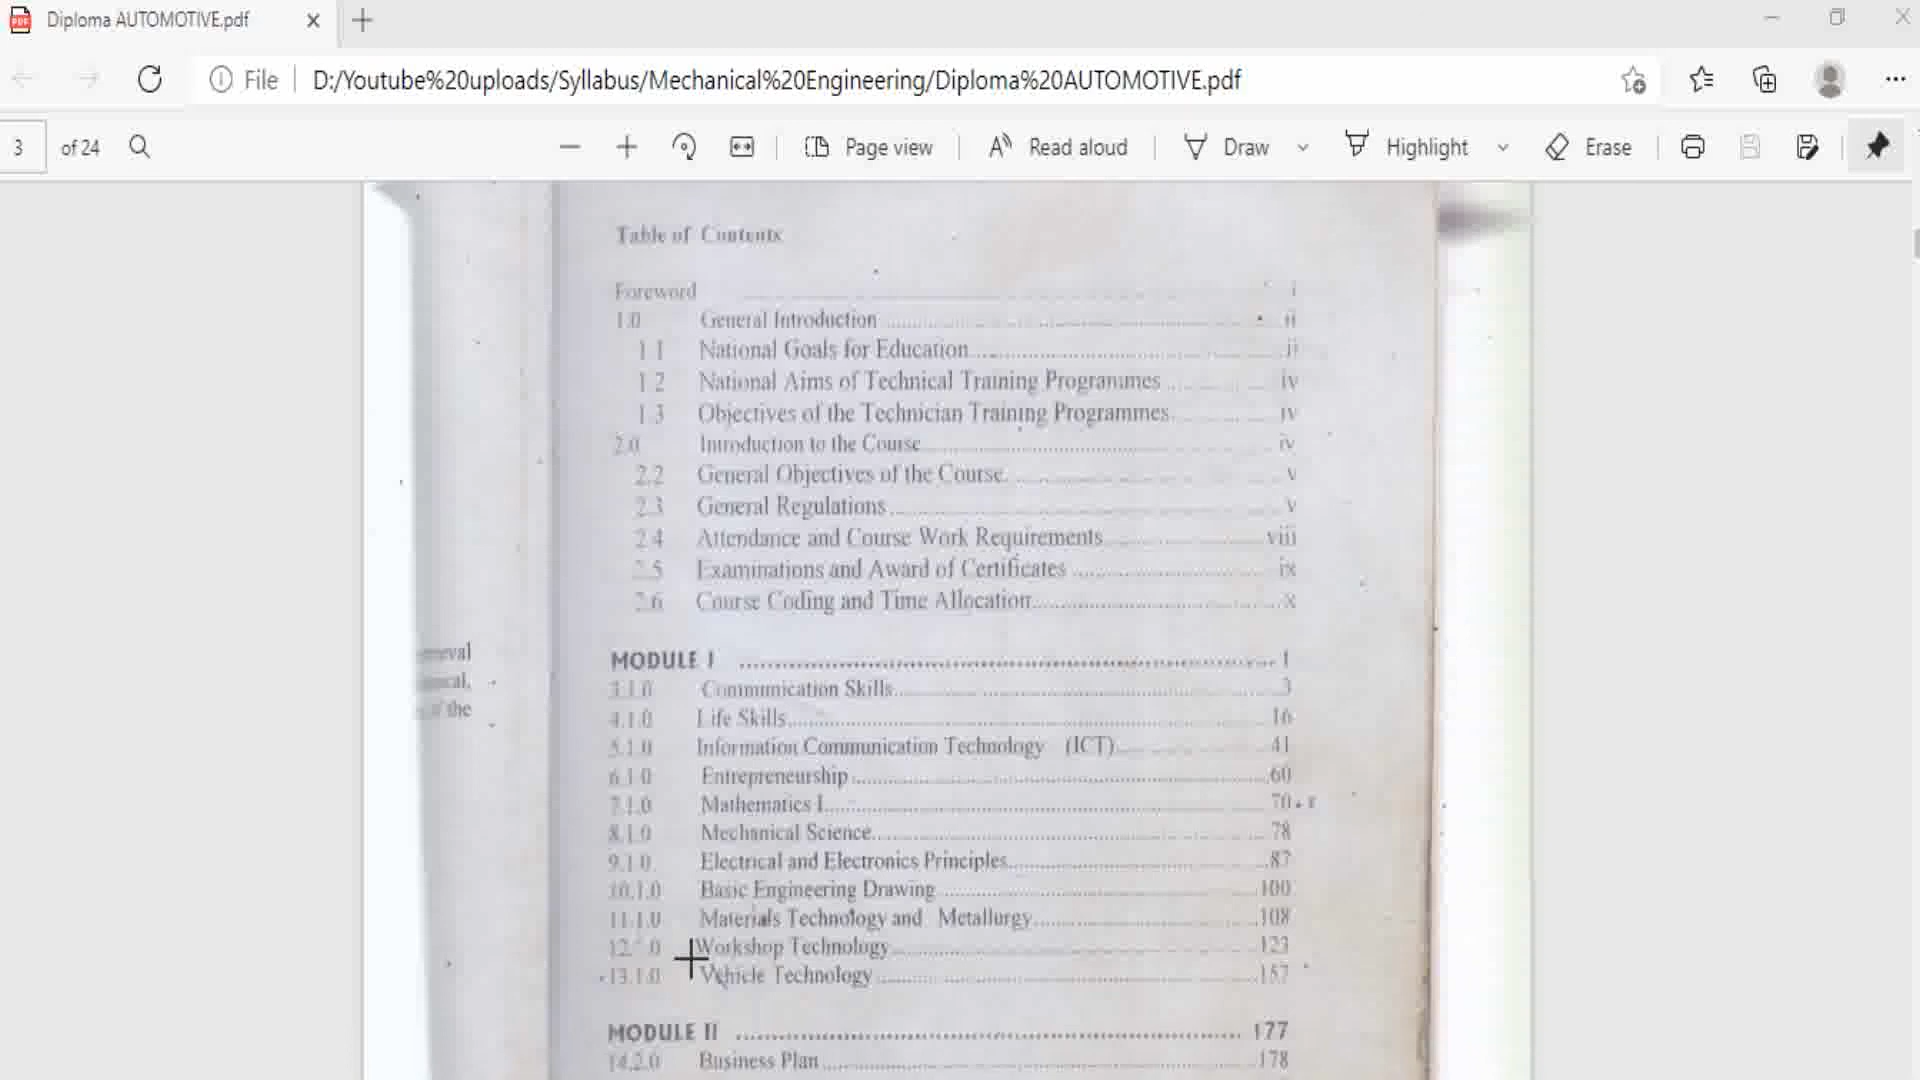 Diploma AUTOMOTIVE.pdf
File D:/Youtube%20uploads/Syllabus/Mechanical%20Engineering/Diploma%20AUTOMOTIVE.pdf
3 of 24 Page view Read aloud Draw Highlight Erase
Table of Contents
Foreword i
1.0 General Introduction ii
1.1 National Goals for Education ii
1.2 National Aims of Technical Training Programmes iv
1.3 Objectives of the Technician Training Programmes iv
2.0 Introduction to the Course iv
2.2 General Objectives of the Course v
2.3 General Regulations v
2.4 Attendance and Course Work Requirements viii
2.5 Examinations and Award of Certificates ix
2.6 Course Coding and Time Allocation x
of the
MODULE I 1
3.1.0 Communication Skills 3
4.1.0 Life Skills 16
5.1.0 Information Communication Technology (ICT) 41
6.1.0 Entrepreneurship 60
7.1.0 Mathematics I 70
8.1.0 Mechanical Science 78
9.1.0 Electrical and Electronics Principles 87
10.1.0 Basic Engineering Drawing 100
11.1.0 Materials Technology and Metallurgy 108
12.1.0 Workshop Technology 123
13.1.0 Vehicle Technology 157
MODULE II 177
14.2.0 Business Plan 178